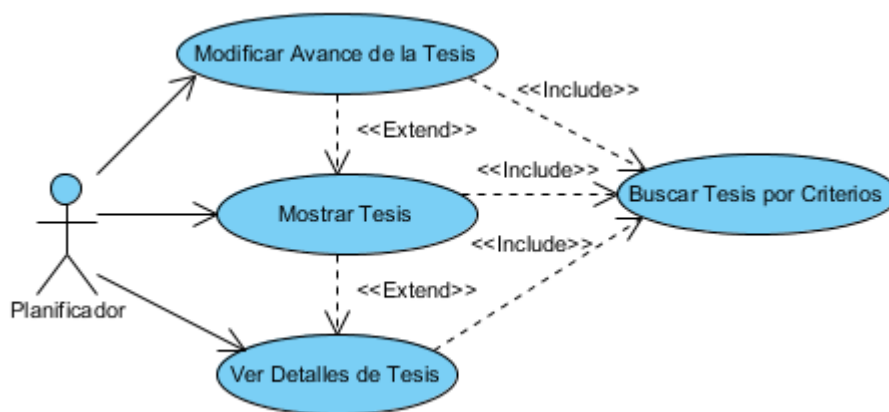 Modificar Avance de la Tesis
<<Include>>
<<Extend>>
<<Include>>
Buscar Tesis por Criterios
Mostrar Tesis
<<Include>>
<<Extend>>
Planificador
Ver Detalles de Tesis